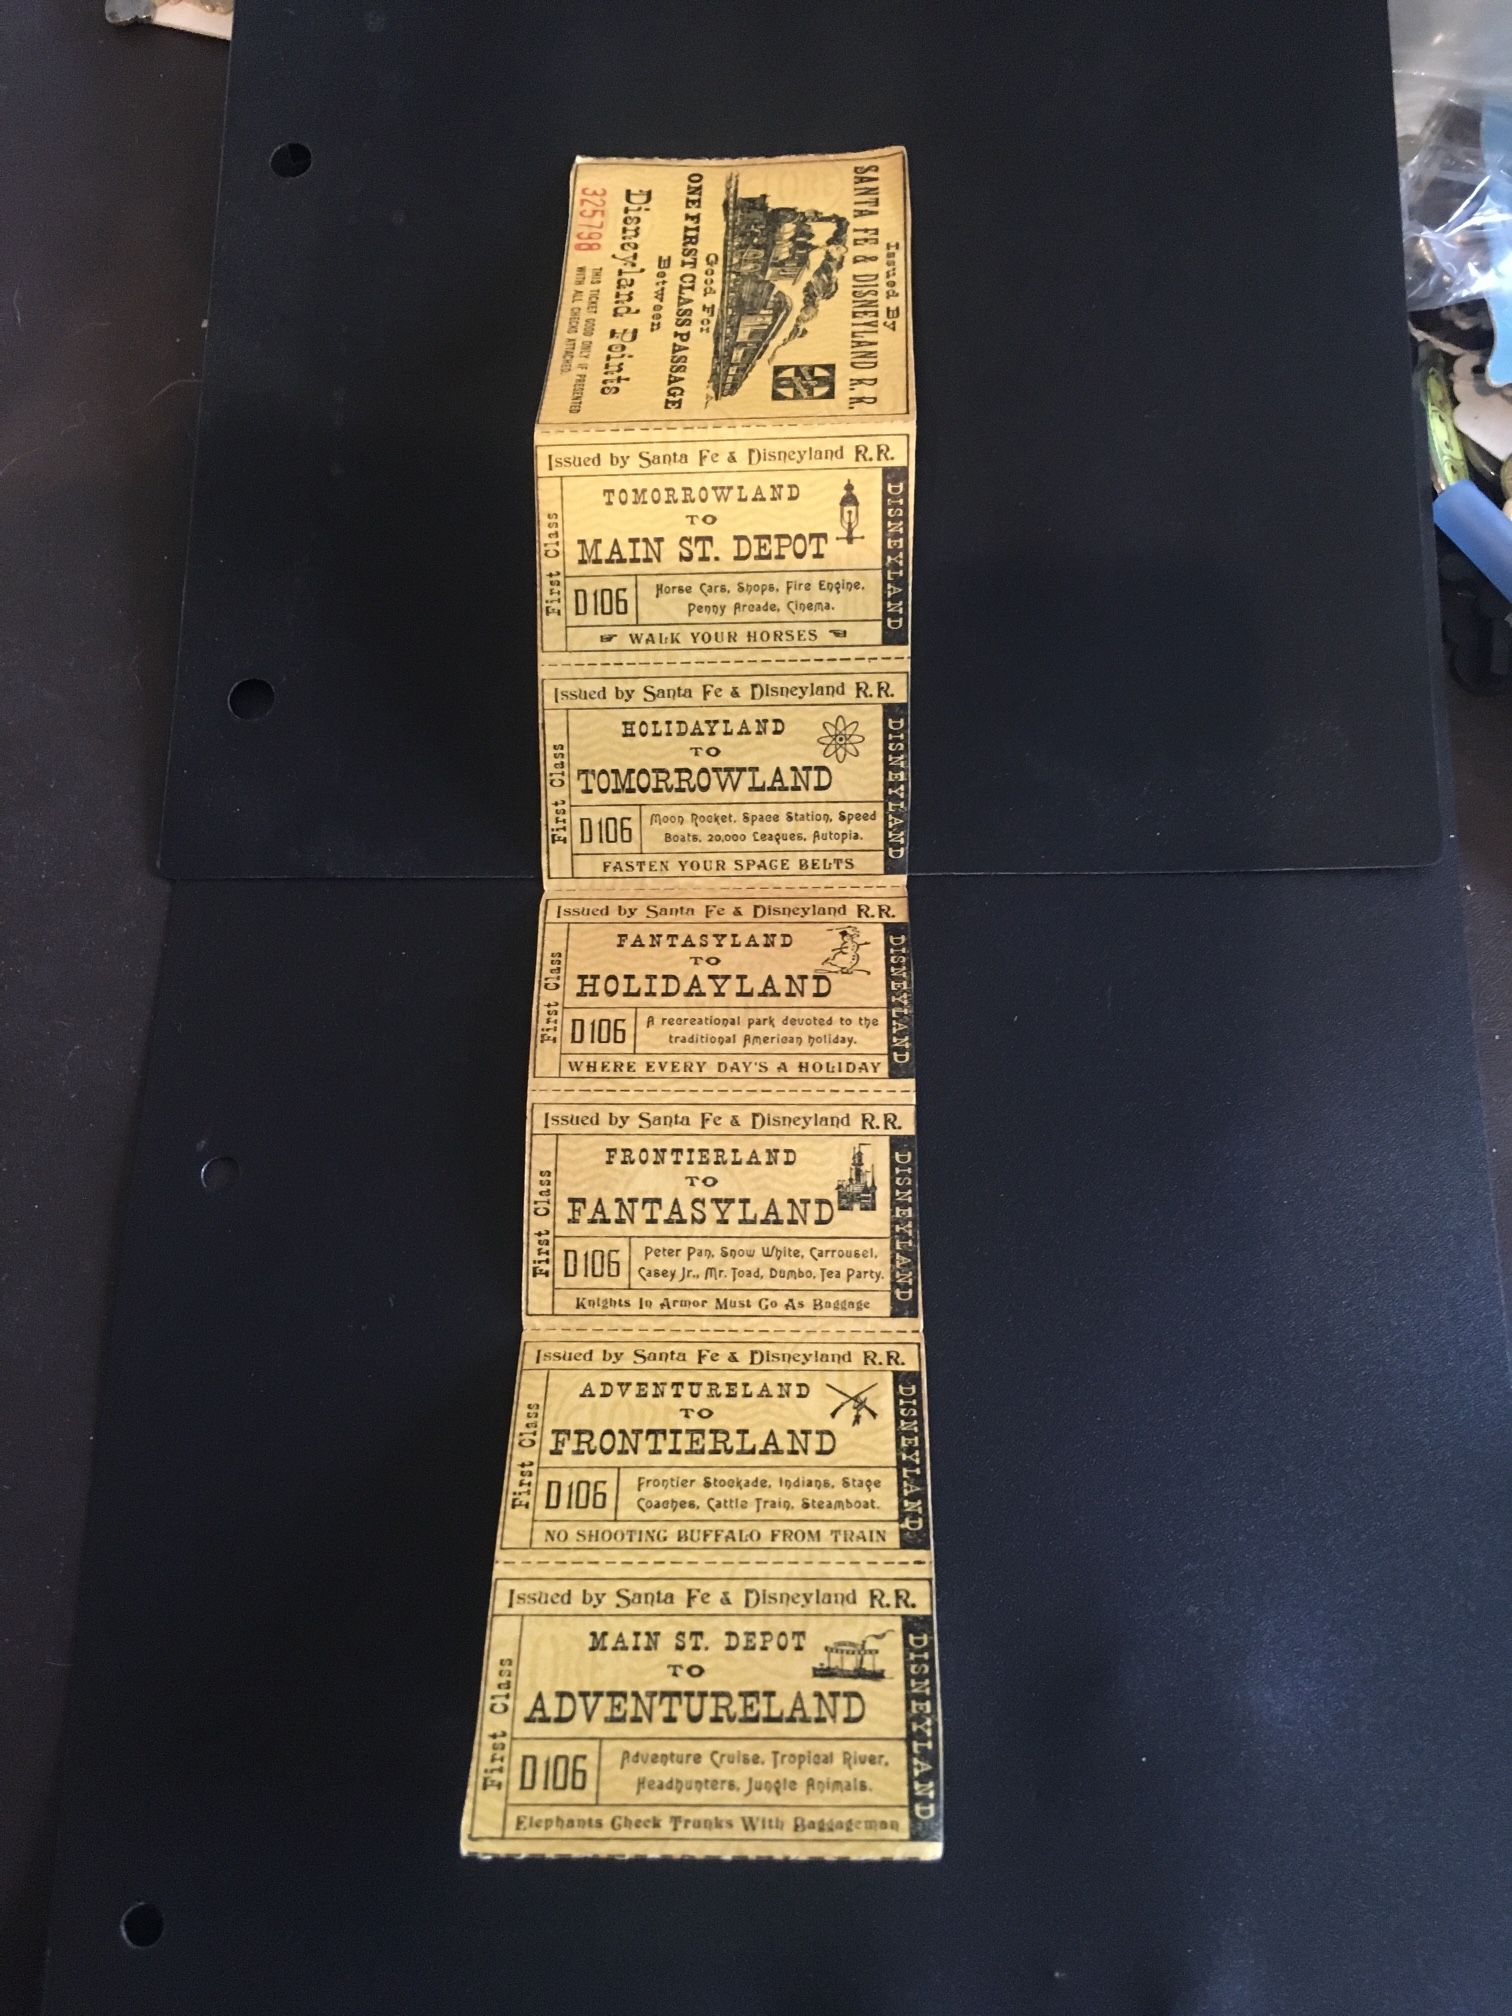 Issued By
SANTA FE & DISNEYLAND R. R.
Good For
ONE FIRST CLASS PASSAGE
Between
Disneyland Points
325798
THIS TICKET GOOD ONLY IF PRESENTED
WITH ALL CHECKS ATTACHED.
Issued by Santa Fe & Disneyland R.R.
First Class
TOMORROWLAND
TO
MAIN ST. DEPOT
DISNEYLAND
D106
Horse Cars, Shops, Fire Engine,
Penny Arcade, Cinema.
WALK YOUR HORSES
Issued by Santa Fe & Disneyland R.R.
First Class
HOLIDAYLAND
TO
TOMORROWLAND
DISNEYLAND
D106
Moon Rocket, Space Station, Speed
Boats, 20,000 Leagues, Autopia.
FASTEN YOUR SPACE BELTS
Issued by Santa Fe & Disneyland R.R.
First Class
FANTASYLAND
TO
HOLIDAYLAND
DISNEYLAND
D106
A recreational park devoted to the
traditional American holiday.
WHERE EVERY DAY'S A HOLIDAY
Issued by Santa Fe & Disneyland R.R.
First Class
FRONTIERLAND
TO
FANTASYLAND
DISNEYLAND
D106
Peter Pan, Snow White, Carrousel,
Casey Jr., Mr. Toad, Dumbo, Tea Party.
Knights In Armor Must Go As Baggage
Issued by Santa Fe & Disneyland R.R.
First Class
ADVENTURELAND
TO
FRONTIERLAND
DISNEYLAND
D106
Frontier Stockade, Indians, Stage
Coaches, Cattle Train, Steamboat.
NO SHOOTING BUFFALO FROM TRAIN
Issued by Santa Fe & Disneyland R.R.
First Class
MAIN ST. DEPOT
TO
ADVENTURELAND
DISNEYLAND
D106
Adventure Cruise, Tropical River,
Headhunters, Jungle Animals.
Elephants Check Trunks With Baggageman